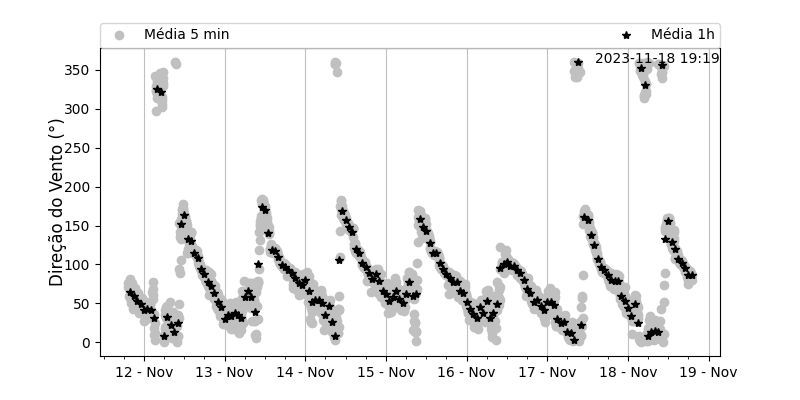 Média 5 min
Média 1h
2023-11-18 19:19
Direção do Vento (°)
350
300
250
200
150
100
50
0
12 - Nov
13 - Nov
14 - Nov
15 - Nov
16 - Nov
17 - Nov
18 - Nov
19 - Nov